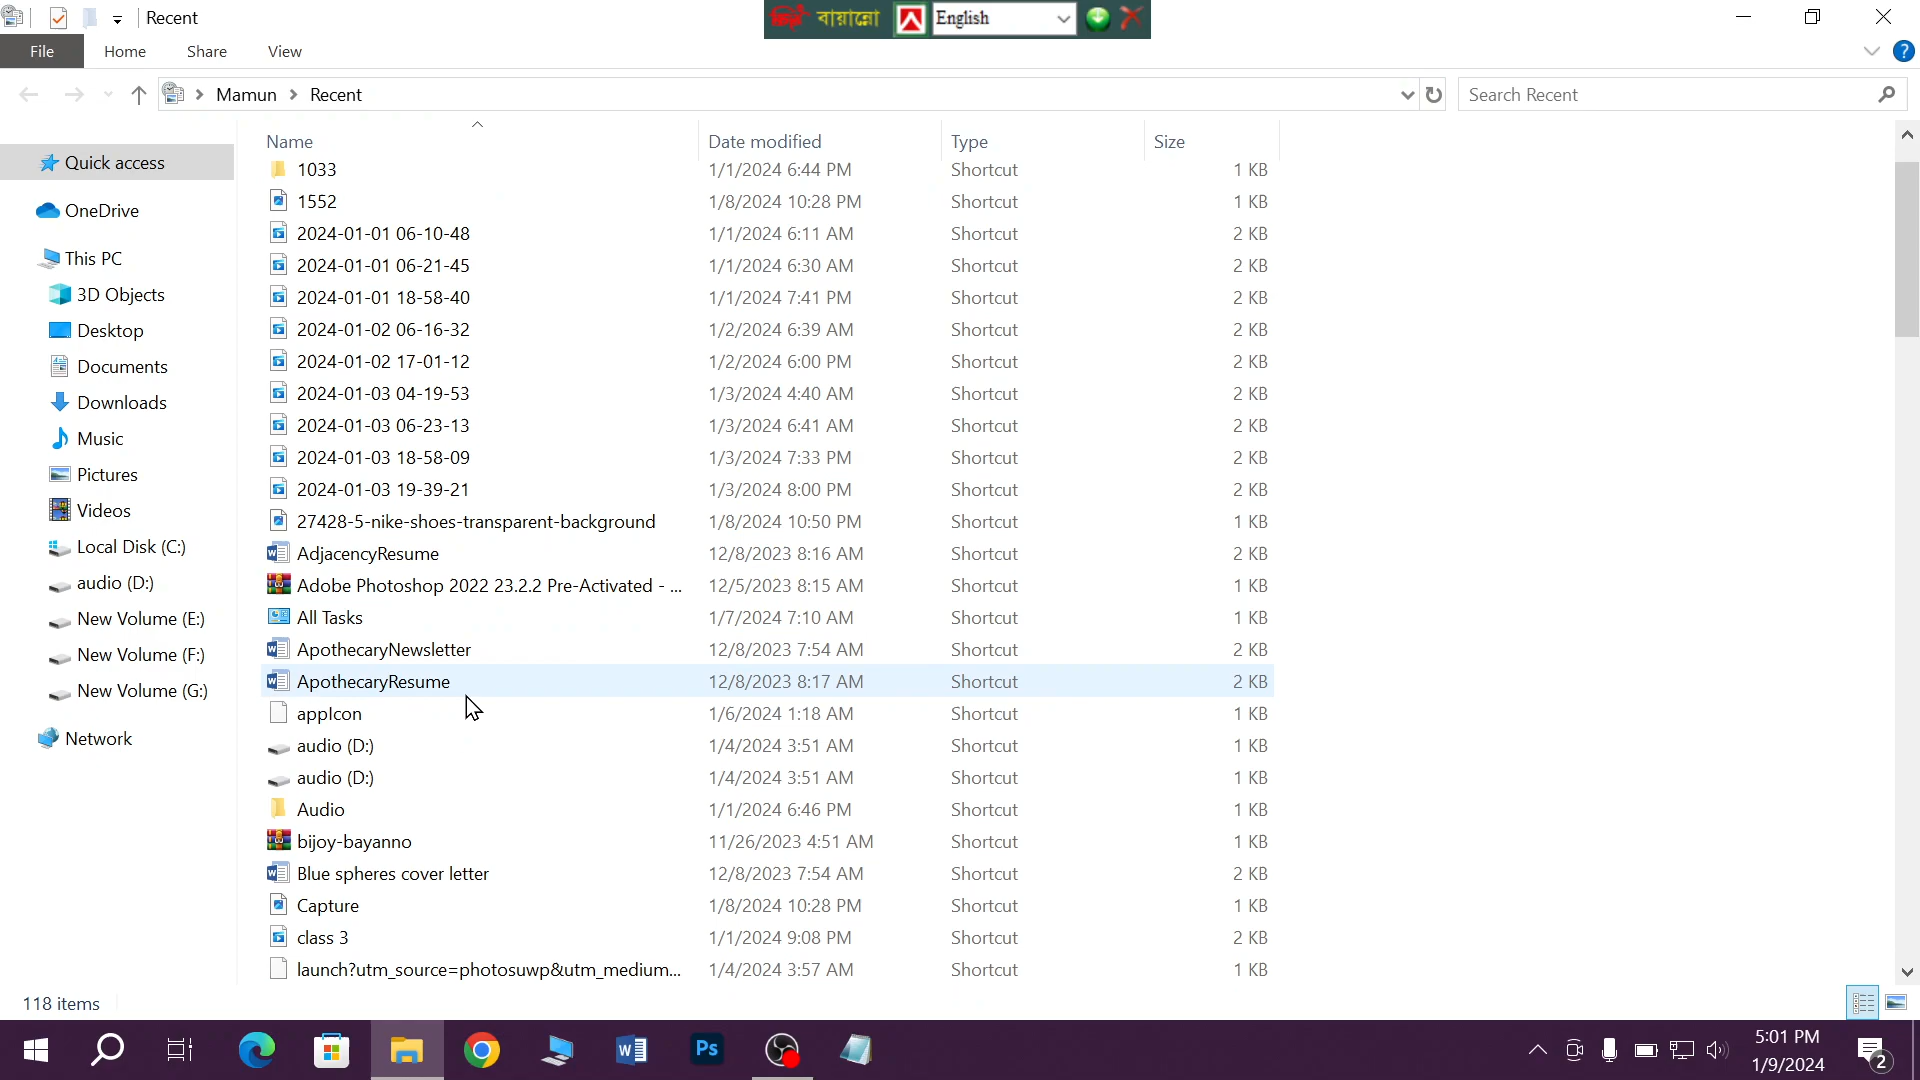 Recent
বায়ান্নো English
File Home Share View
Mamun Recent Search Recent
Name Date modified Type Size
Quick access
OneDrive
This PC
3D Objects
Desktop
Documents
Downloads
Music
Pictures
Videos
Local Disk (C:)
audio (D:)
New Volume (E:)
New Volume (F:)
New Volume (G:)
Network
1033 1/1/2024 6:44 PM Shortcut 1 KB
1552 1/8/2024 10:28 PM Shortcut 1 KB
2024-01-01 06-10-48 1/1/2024 6:11 AM Shortcut 2 KB
2024-01-01 06-21-45 1/1/2024 6:30 AM Shortcut 2 KB
2024-01-01 18-58-40 1/1/2024 7:41 PM Shortcut 2 KB
2024-01-02 06-16-32 1/2/2024 6:39 AM Shortcut 2 KB
2024-01-02 17-01-12 1/2/2024 6:00 PM Shortcut 2 KB
2024-01-03 04-19-53 1/3/2024 4:40 AM Shortcut 2 KB
2024-01-03 06-23-13 1/3/2024 6:41 AM Shortcut 2 KB
2024-01-03 18-58-09 1/3/2024 7:33 PM Shortcut 2 KB
2024-01-03 19-39-21 1/3/2024 8:00 PM Shortcut 2 KB
27428-5-nike-shoes-transparent-background 1/8/2024 10:50 PM Shortcut 1 KB
AdjacencyResume 12/8/2023 8:16 AM Shortcut 2 KB
Adobe Photoshop 2022 23.2.2 Pre-Activated - ... 12/5/2023 8:15 AM Shortcut 1 KB
All Tasks 1/7/2024 7:10 AM Shortcut 1 KB
ApothecaryNewsletter 12/8/2023 7:54 AM Shortcut 2 KB
ApothecaryResume 12/8/2023 8:17 AM Shortcut 2 KB
appIcon 1/6/2024 1:18 AM Shortcut 1 KB
audio (D:) 1/4/2024 3:51 AM Shortcut 1 KB
audio (D:) 1/4/2024 3:51 AM Shortcut 1 KB
Audio 1/1/2024 6:46 PM Shortcut 1 KB
bijoy-bayanno 11/26/2023 4:51 AM Shortcut 1 KB
Blue spheres cover letter 12/8/2023 7:54 AM Shortcut 2 KB
Capture 1/8/2024 10:28 PM Shortcut 1 KB
class 3 1/1/2024 9:08 PM Shortcut 2 KB
launch?utm_source=photosuwp&utm_medium... 1/4/2024 3:57 AM Shortcut 1 KB
118 items
Ps
5:01 PM
1/9/2024
2